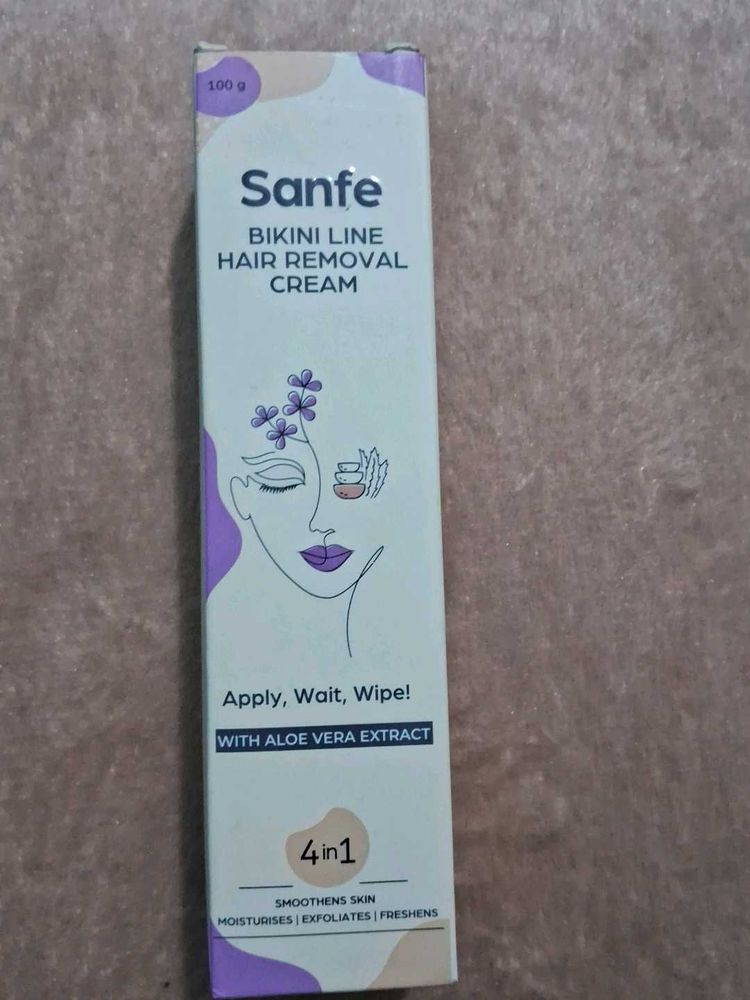 100 g
Sanfe
BIKINI LINE
HAIR REMOVAL
CREAM
Apply, Wait, Wipe!
WITH ALOE VERA EXTRACT
4in1
SMOOTHENS SKIN
MOISTURISES | EXFOLIATES | FRESHENS